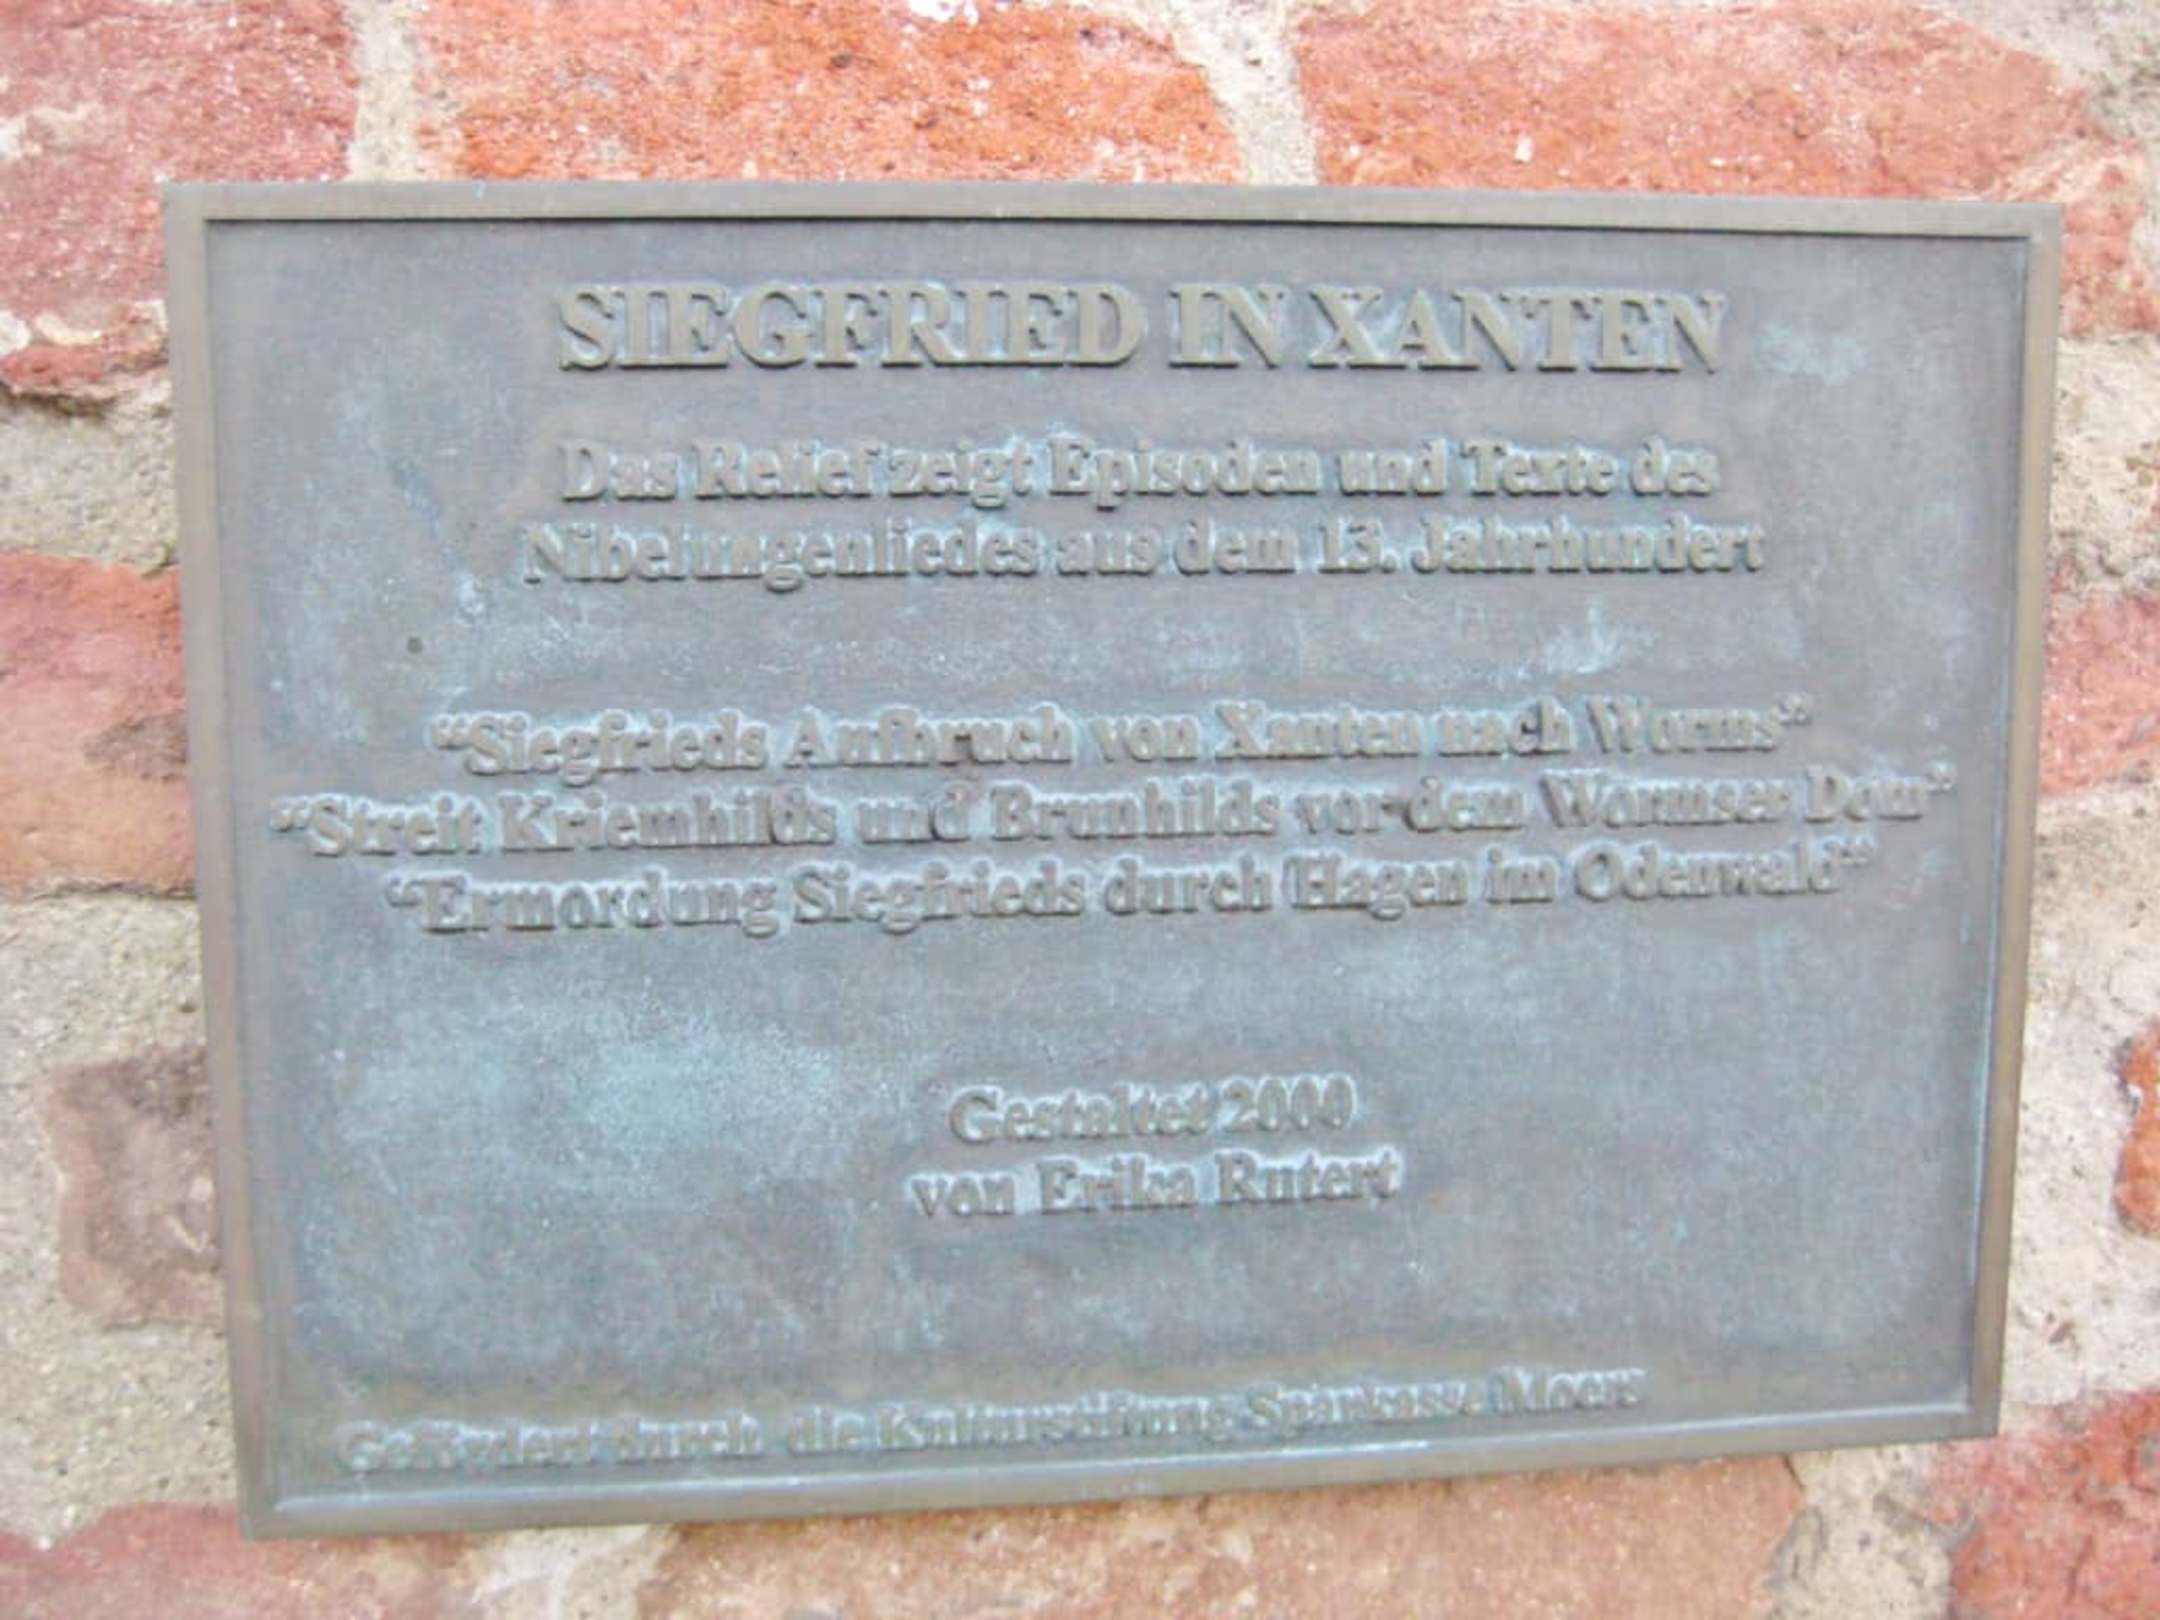 SIEGFRIED IN XANTEN
Das Relief zeigt Episoden und Texte des
Nibelungenliedes aus dem 13. Jahrhundert
“Siegfrieds Aufbruch von Xanten nach Worms”
“Streit Kriemhilds und Brunhilds vor dem Wormser Dom”
“Ermordung Siegfrieds durch Hagen im Odenwald”
Gestaltet 2000
von Erika Rutert
Gefördert durch die Kulturstiftung Sparkasse Moers